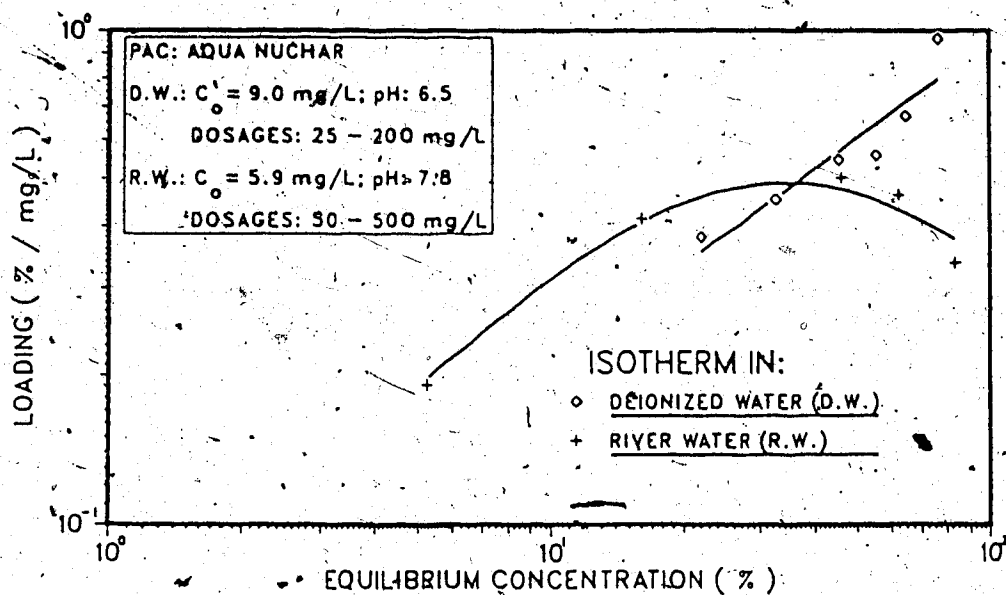 10⁰
PAC: AQUA NUCHAR
D.W.: C₀ = 9.0 mg/L; pH: 6.5
DOSAGES: 25 – 200 mg/L
R.W.: C₀ = 5.9 mg/L; pH: 7.8
DOSAGES: 50 – 500 mg/L
LOADING ( % / mg/L)
ISOTHERM IN:
DEIONIZED WATER (D.W.)
RIVER WATER (R.W.)
10⁻¹
10⁰
10¹
10²
EQUILIBRIUM CONCENTRATION ( % )